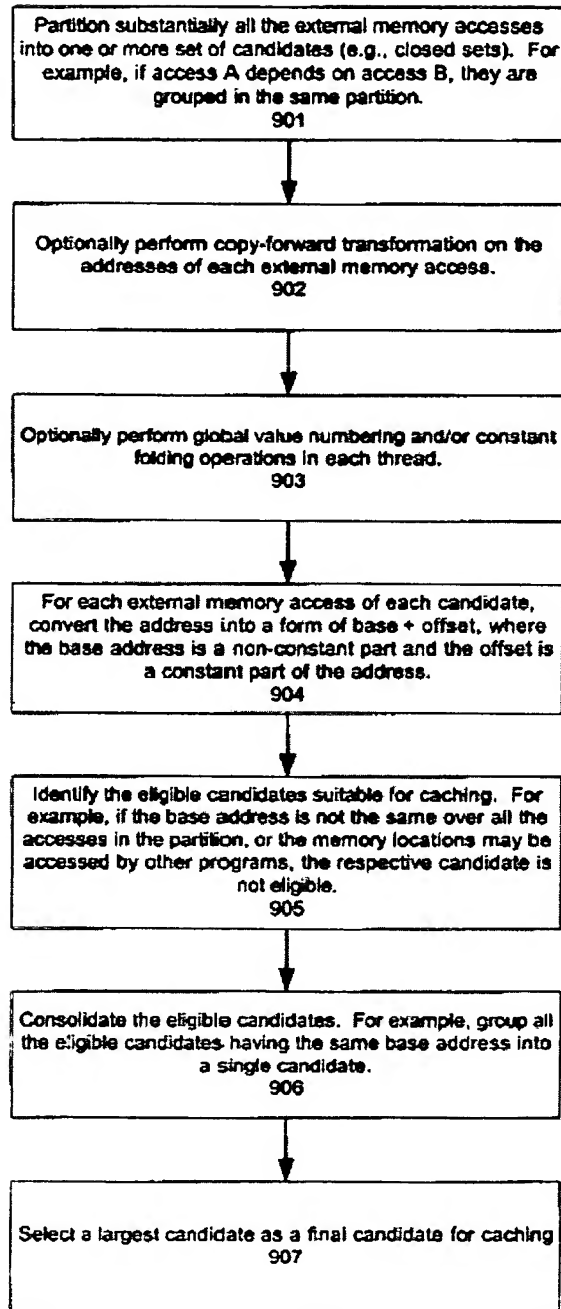 Partition substantially all the external memory accesses
into one or more set of candidates (e.g., closed sets). For
example, if access A depends on access B, they are
grouped in the same partition.
901
Optionally perform copy-forward transformation on the
addresses of each external memory access.
902
Optionally perform global value numbering and/or constant
folding operations in each thread.
903
For each external memory access of each candidate,
convert the address into a form of base + offset, where
the base address is a non-constant part and the offset is
a constant part of the address.
904
Identify the eligible candidates suitable for caching. For
example, if the base address is not the same over all the
accesses in the partition, or the memory locations may be
accessed by other programs, the respective candidate is
not eligible.
905
Consolidate the eligible candidates. For example, group all
the eligible candidates having the same base address into
a single candidate.
906
Select a largest candidate as a final candidate for caching
907